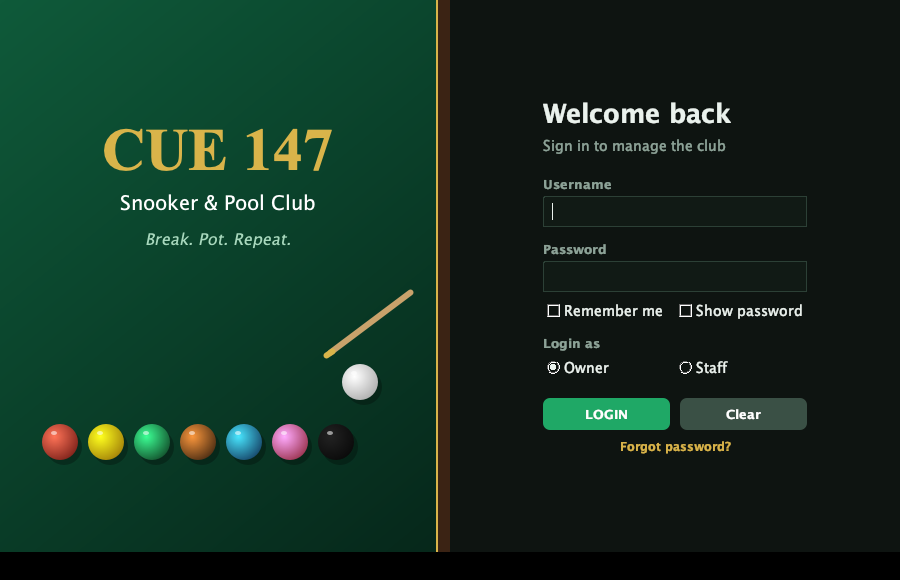 CUE 147
Snooker & Pool Club
Break. Pot. Repeat.
Welcome back
Sign in to manage the club
Username
Password
Remember me Show password
Login as
Owner Staff
LOGIN Clear
Forgot password?